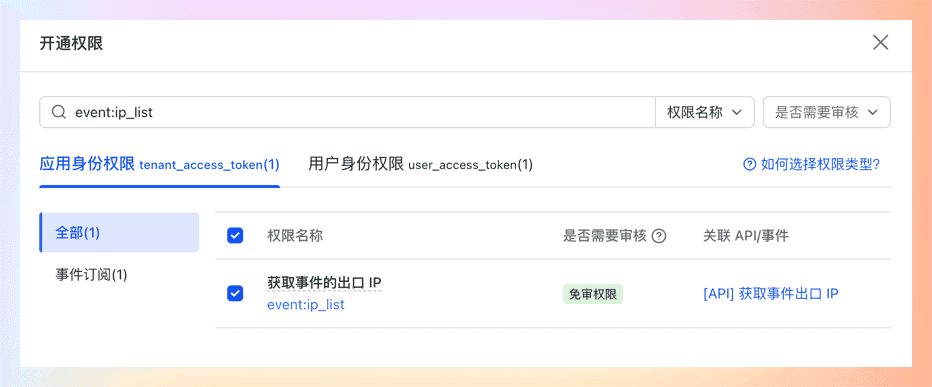 开通权限
event:ip_list 权限名称 是否需要审核
应用身份权限 tenant_access_token(1) 用户身份权限 user_access_token(1) 如何选择权限类型?
全部(1)
事件订阅(1)
权限名称 是否需要审核 关联 API/事件
获取事件的出口 IP
event:ip_list
免审权限
[API] 获取事件出口 IP